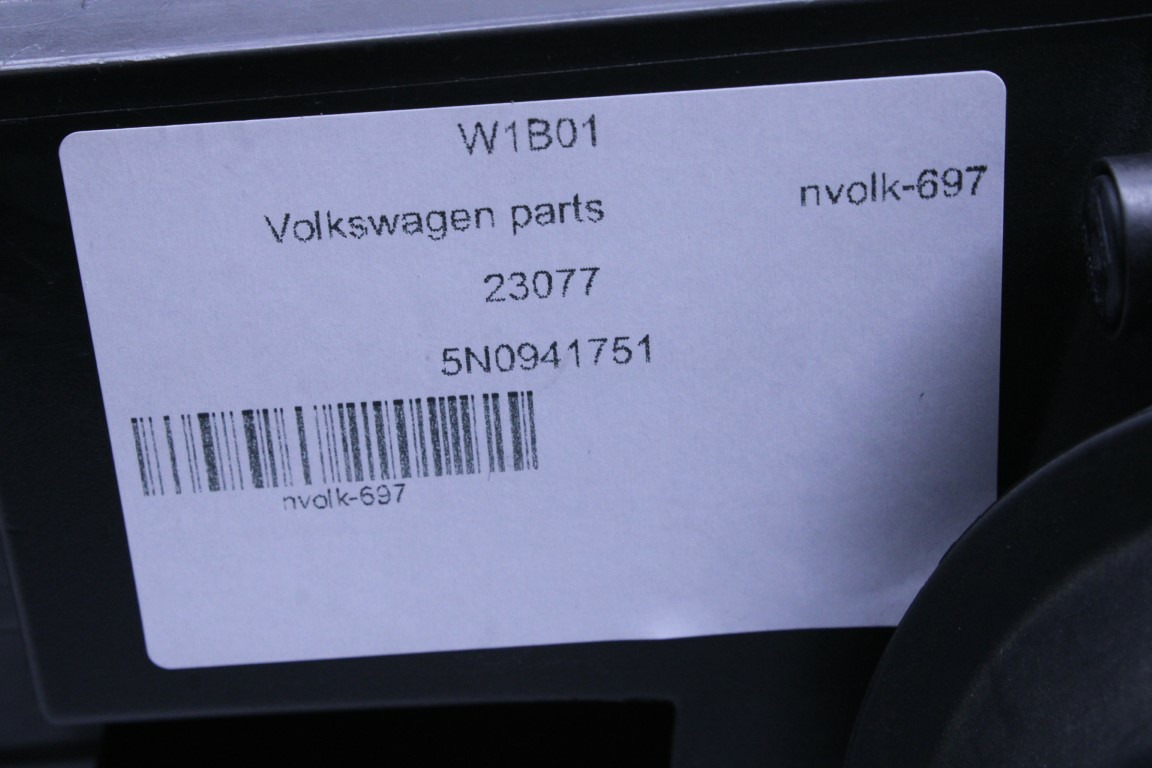 W1B01
nvolk-697
Volkswagen parts
23077
5N0941751
nvolk-697